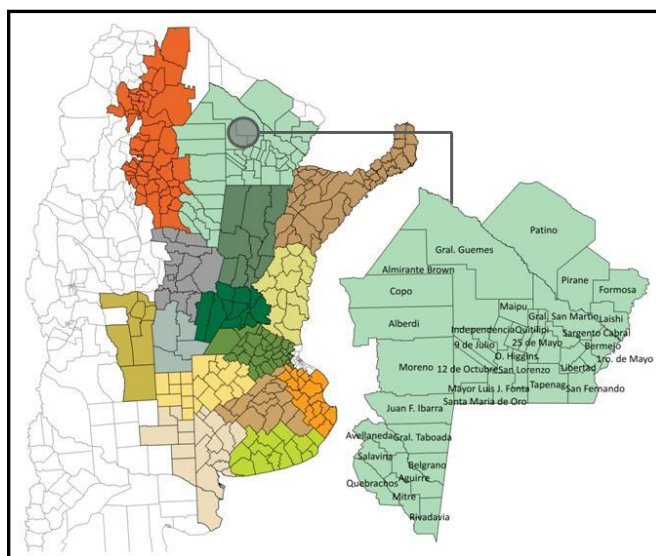 Patino
Gral. Guemes
Almirante Brown
Pirane
Formosa
Copo
Maipu
Gral. San Martin
Laishi
Alberdi
Independencia
Quitilipi
Sargento Cabral
9 de Julio
25 de Mayo
Bermejo
O. Higgins
1ro. de Mayo
Moreno
12 de Octubre
San Lorenzo
Libertad
Mayor Luis J. Fonta
Tapenag.
San Fernando
Santa Maria de Oro
Juan F. Ibarra
Avellaneda
Gral. Taboada
Salavina
Belgrano
Quebrachos
Aguirre
Mitre
Rivadavia